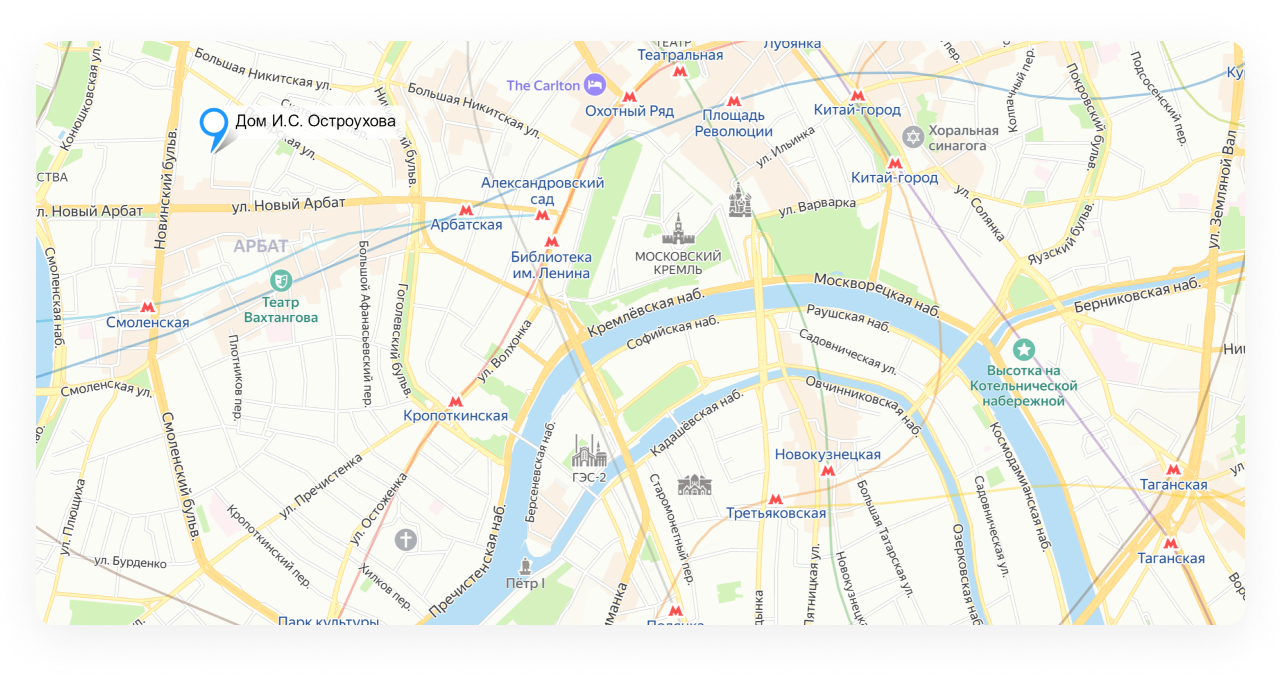 ТЕАТР
Театральная
Лубянка
Большая Никитская ул.
The Carlton
Большая Никитская ул.
Охотный Ряд
Площадь
Революции
Китай-город
Колпачный пер.
Покровский бульв.
Подсосенский пер.
Конюшковская ул.
Дом И.С. Остроухова
Хоральная
синагога
ул. Ильинка
Китай-город
Александровский
сад
ул. Новый Арбат
Новинский бульв.
ул. Варварка
ул. Солянка
ул. Земляной Вал
Арбатская
АРБАТ
Библиотека
им. Ленина
МОСКОВСКИЙ
КРЕМЛЬ
Яузский бульв.
Смоленская наб.
Театр
Вахтангова
Большой Афанасьевский пер.
Гоголевский бульв.
Смоленская
Кремлёвская наб.
Москворецкая наб.
Берниковская наб.
Софийская наб.
Раушская наб.
Садовническая ул.
ул. Волхонка
Плотников пер.
Высотка на
Котельнической
набережной
Смоленская ул.
Кропоткинская
Овчинниковская наб.
Кадашёвская наб.
Смоленский бульв.
Берсеневская наб.
ГЭС-2
Новокузнецкая
Космодамианская наб.
Таганская
ул. Пречистенка
ул. Остоженка
ул. Плющиха
Старомонетный пер.
Третьяковская
Большая Татарская ул.
Садовническая ул.
Кропоткинский пер.
Пречистенская наб.
Озерковская наб.
Таганская
ул. Бурденко
Хилков пер.
Пётр I
Пятницкая ул.
Парк культуры
Полянка